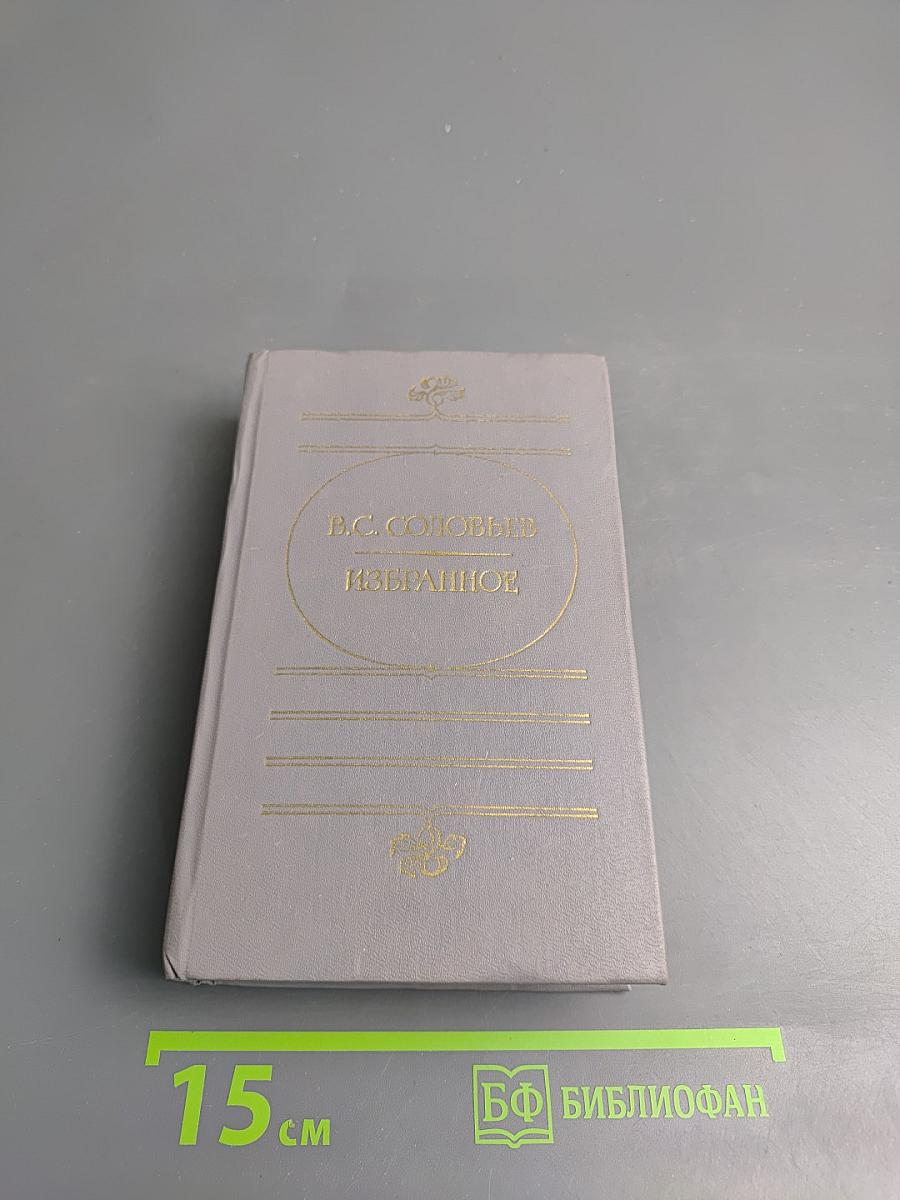 В.С. СОЛОВЬЕВ
ИЗБРАННОЕ
15 см
БФ БИБЛИОФАН